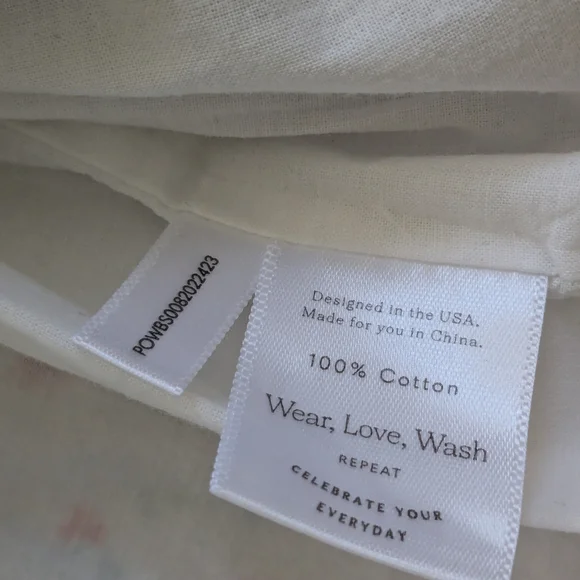 POWBS0082022423
Designed in the USA.
Made for you in China.
100% Cotton
Wear, Love, Wash
REPEAT
CELEBRATE YOUR
EVERYDAY